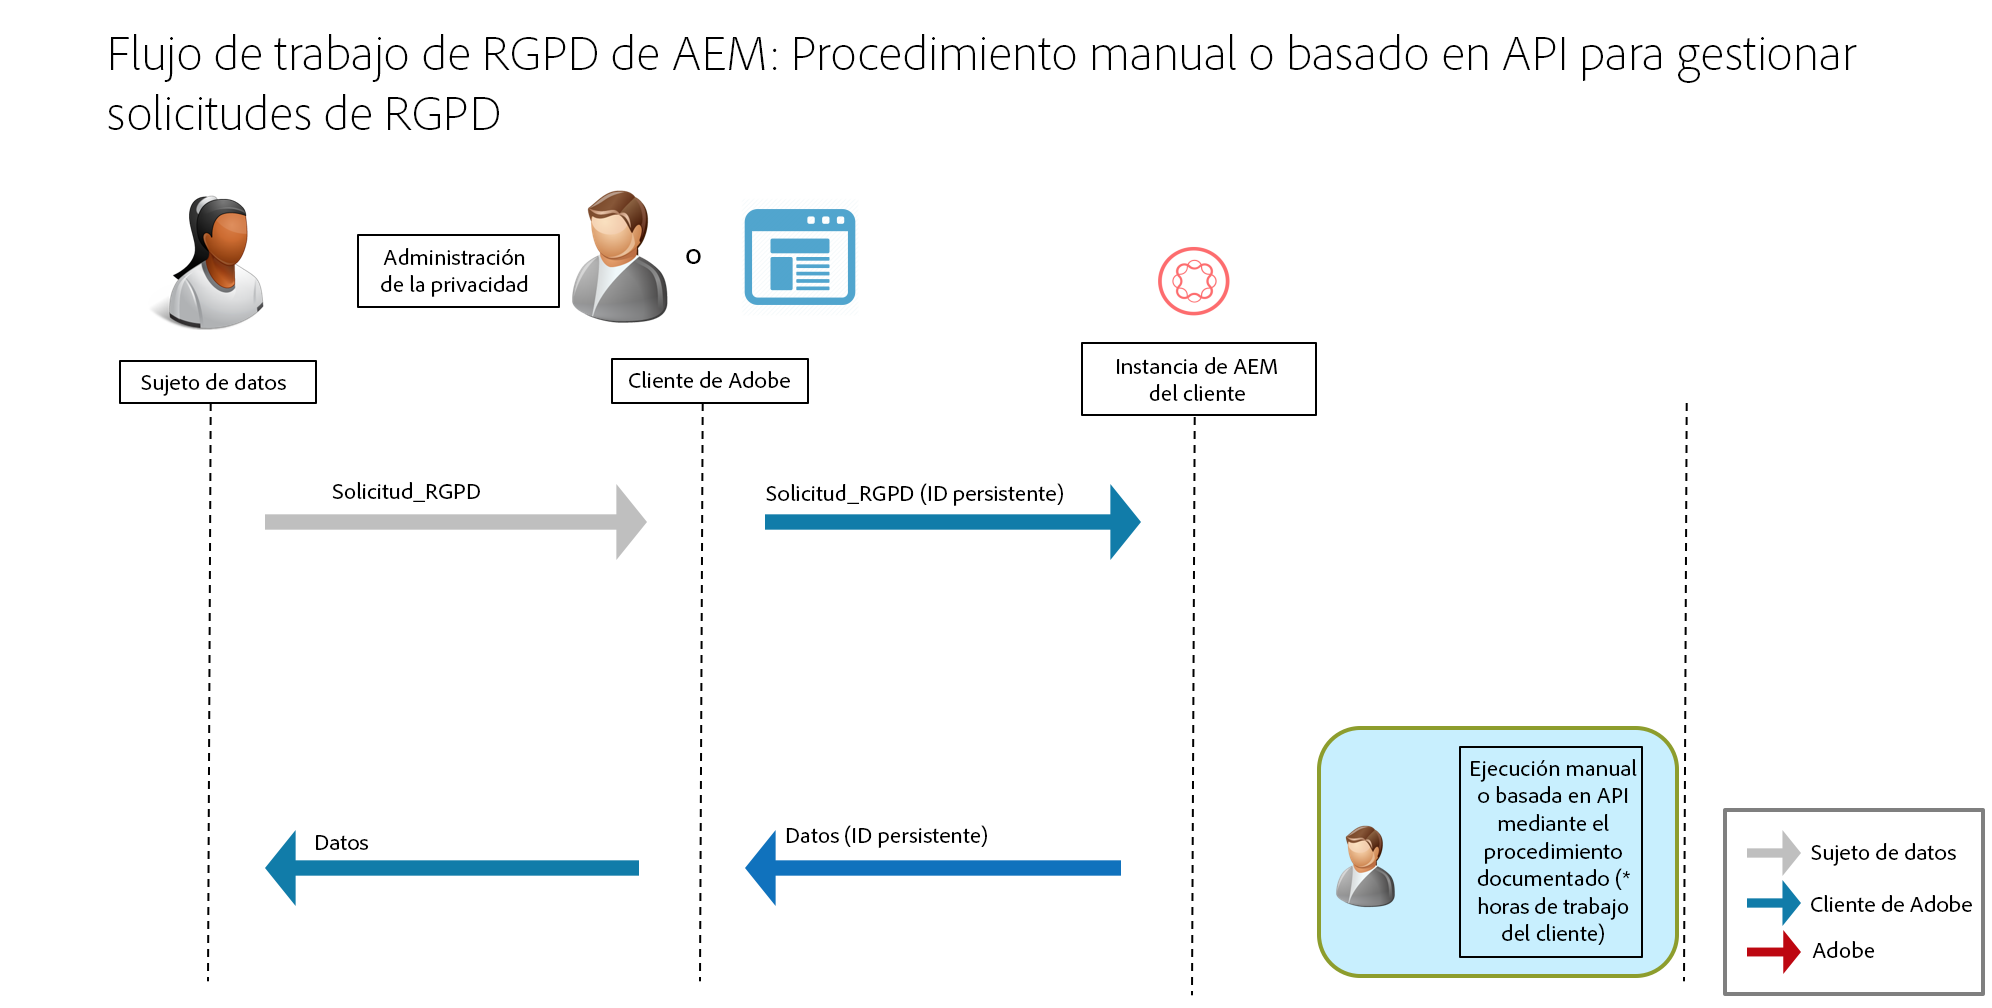 Flujo de trabajo de RGPD de AEM: Procedimiento manual o basado en API para gestionar
solicitudes de RGPD
Administración
de la privacidad
o
Sujeto de datos
Cliente de Adobe
Instancia de AEM
del cliente
Solicitud_RGPD
Solicitud_RGPD (ID persistente)
Datos
Datos (ID persistente)
Ejecución manual
o basada en API
mediante el
procedimiento
documentado (*
horas de trabajo
del cliente)
Sujeto de datos
Cliente de Adobe
Adobe